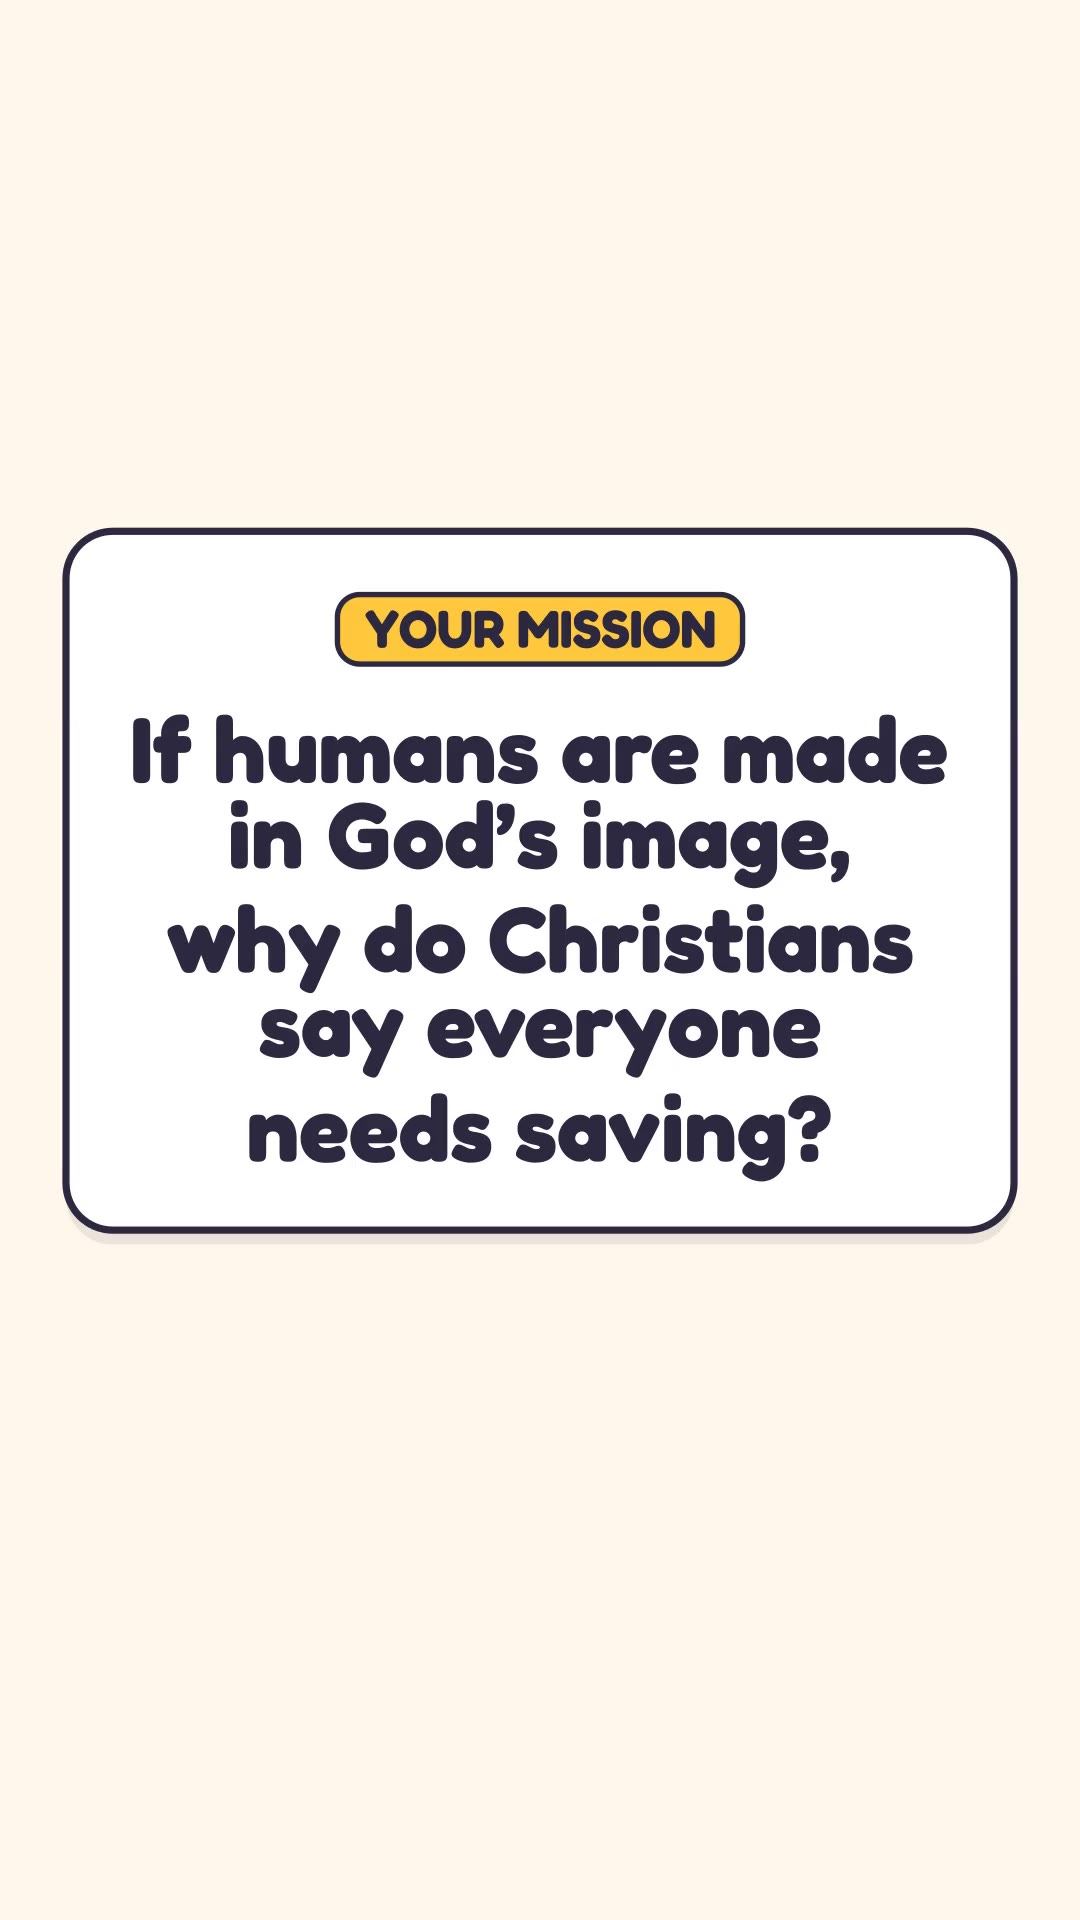 YOUR MISSION
If humans are made
in God’s image,
why do Christians
say everyone
needs saving?